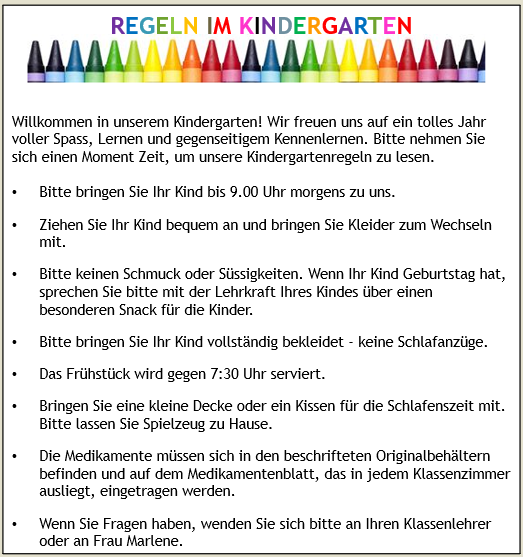 REGELN IM KINDERGARTEN
Willkommen in unserem Kindergarten! Wir freuen uns auf ein tolles Jahr
voller Spass, Lernen und gegenseitigem Kennenlernen. Bitte nehmen Sie
sich einen Moment Zeit, um unsere Kindergartenregeln zu lesen.
• Bitte bringen Sie Ihr Kind bis 9.00 Uhr morgens zu uns.
• Ziehen Sie Ihr Kind bequem an und bringen Sie Kleider zum Wechseln
mit.
• Bitte keinen Schmuck oder Süssigkeiten. Wenn Ihr Kind Geburtstag hat,
sprechen Sie bitte mit der Lehrkraft Ihres Kindes über einen
besonderen Snack für die Kinder.
• Bitte bringen Sie Ihr Kind vollständig bekleidet - keine Schlafanzüge.
• Das Frühstück wird gegen 7:30 Uhr serviert.
• Bringen Sie eine kleine Decke oder ein Kissen für die Schlafenszeit mit.
Bitte lassen Sie Spielzeug zu Hause.
• Die Medikamente müssen sich in den beschrifteten Originalbehältern
befinden und auf dem Medikamentenblatt, das in jedem Klassenzimmer
ausliegt, eingetragen werden.
• Wenn Sie Fragen haben, wenden Sie sich bitte an Ihren Klassenlehrer
oder an Frau Marlene.